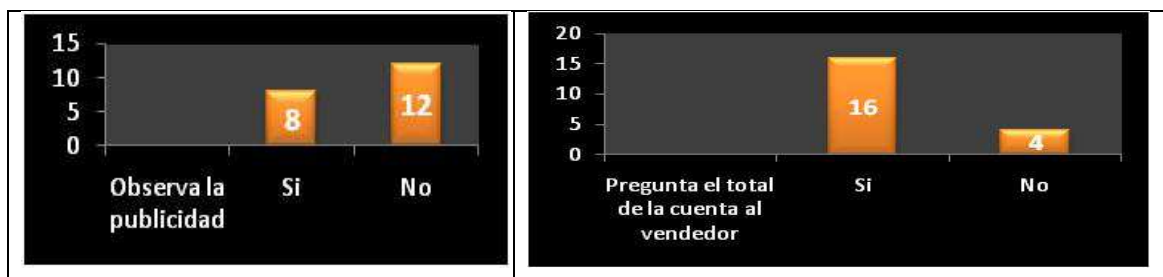 15
10
5
0
8
12
Observa la
publicidad
Si
No
20
15
10
5
0
16
4
Pregunta el total
de la cuenta al
vendedor
Si
No